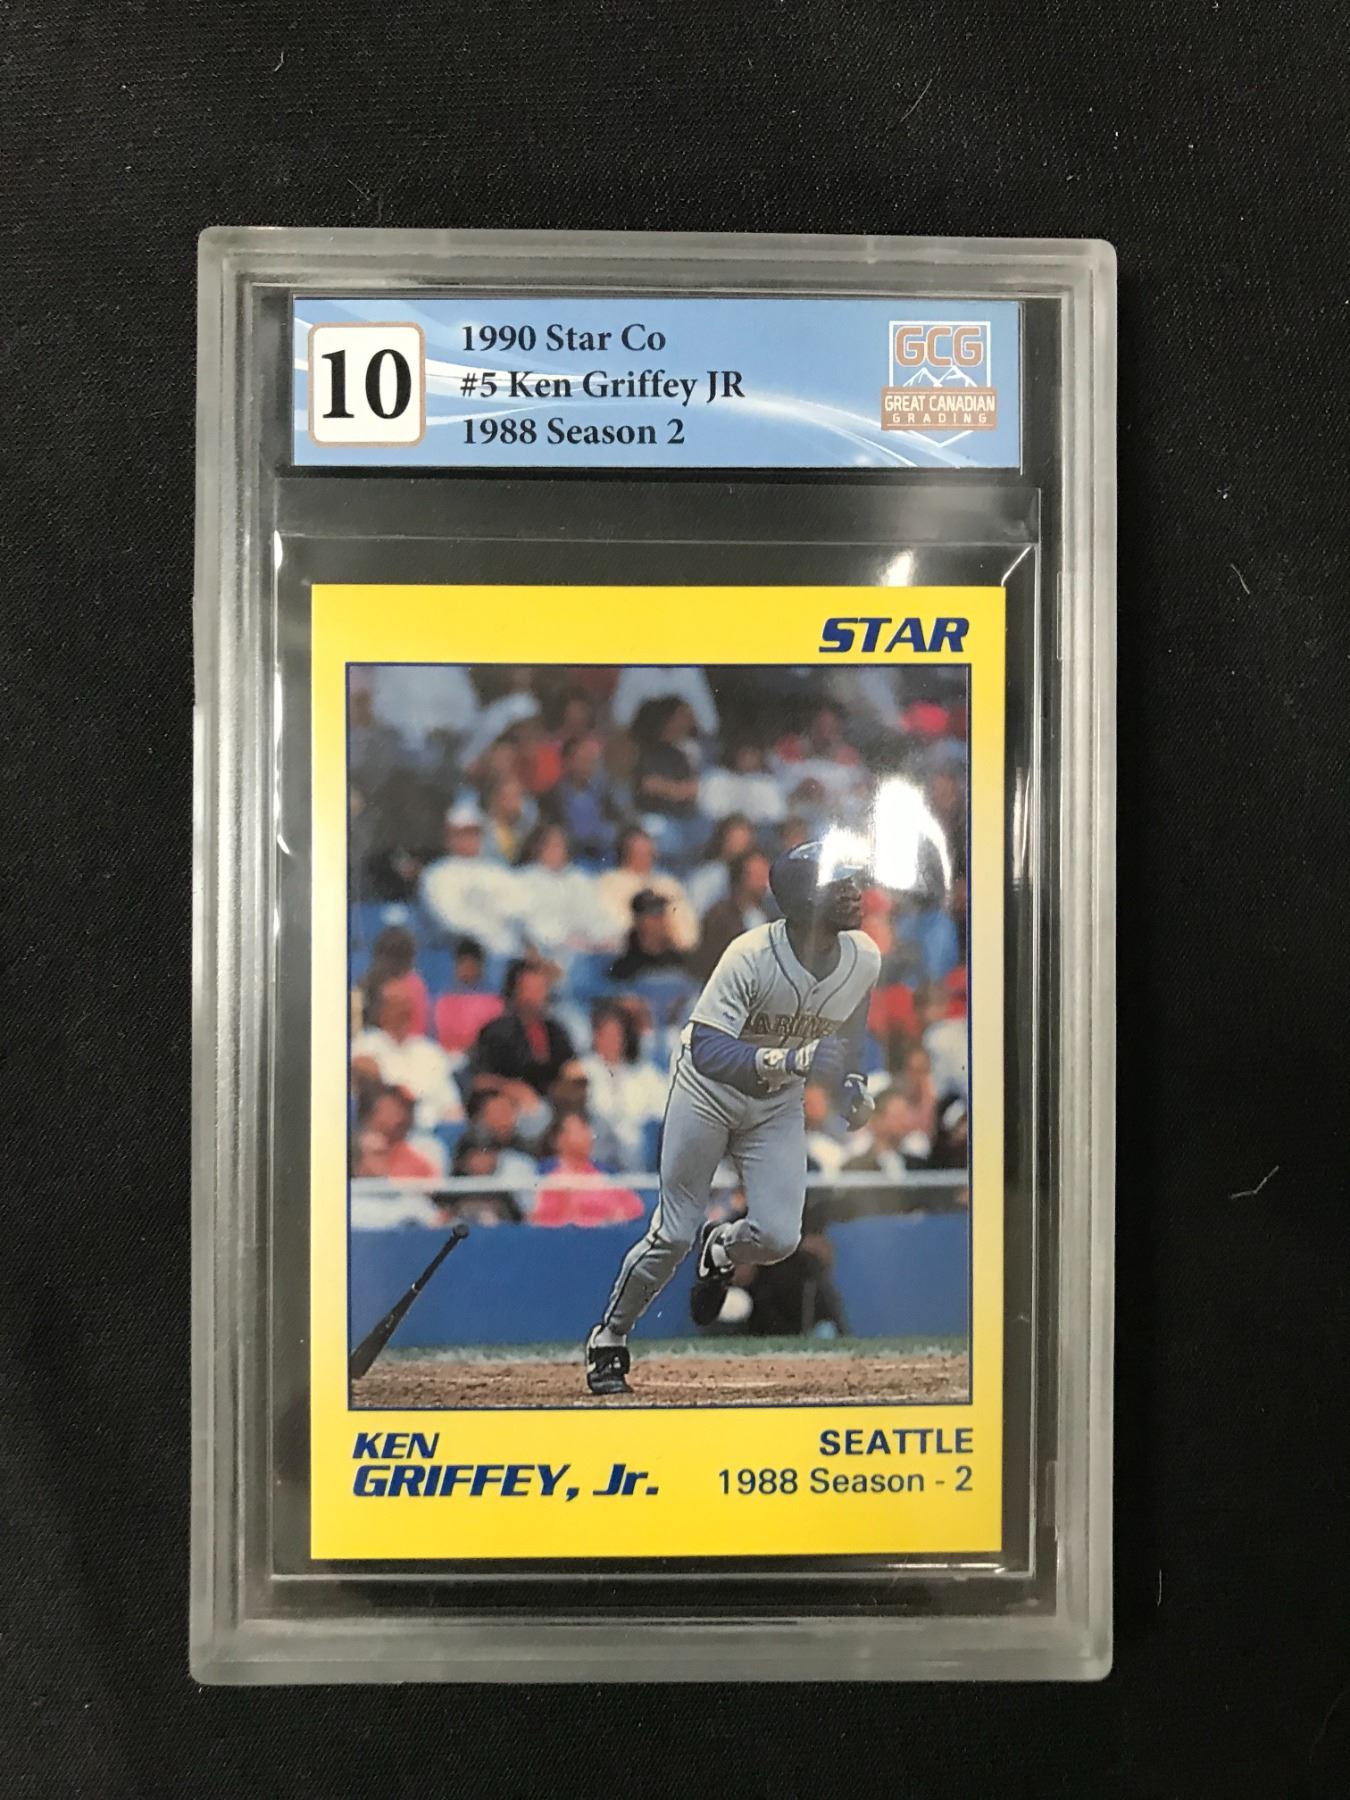 10
1990 Star Co
#5 Ken Griffey JR
1988 Season 2
GCG
GREAT CANADIAN
GRADING
STAR
KEN
GRIFFEY, Jr.
SEATTLE
1988 Season - 2